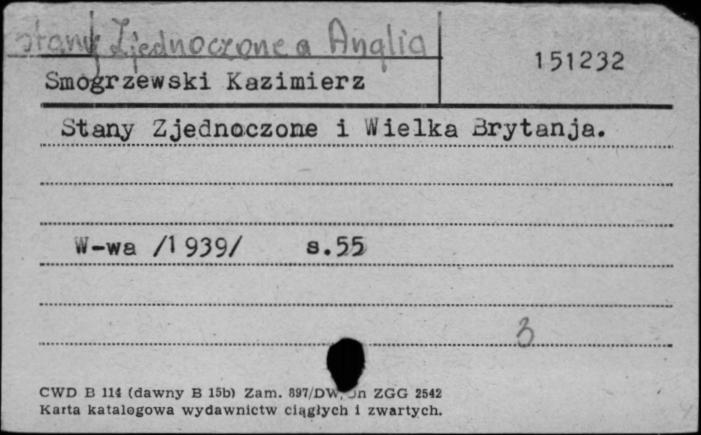 Stany Zjednoczone a Anglia
151232
Smogrzewski Kazimierz
Stany Zjednoczone i Wielka Brytanja.
W-wa /1939/ s.55
3
CWD B 114 (dawny B 15b) Zam. 897/DW, ZGG 2542
Karta katalogowa wydawnictw ciągłych i zwartych.